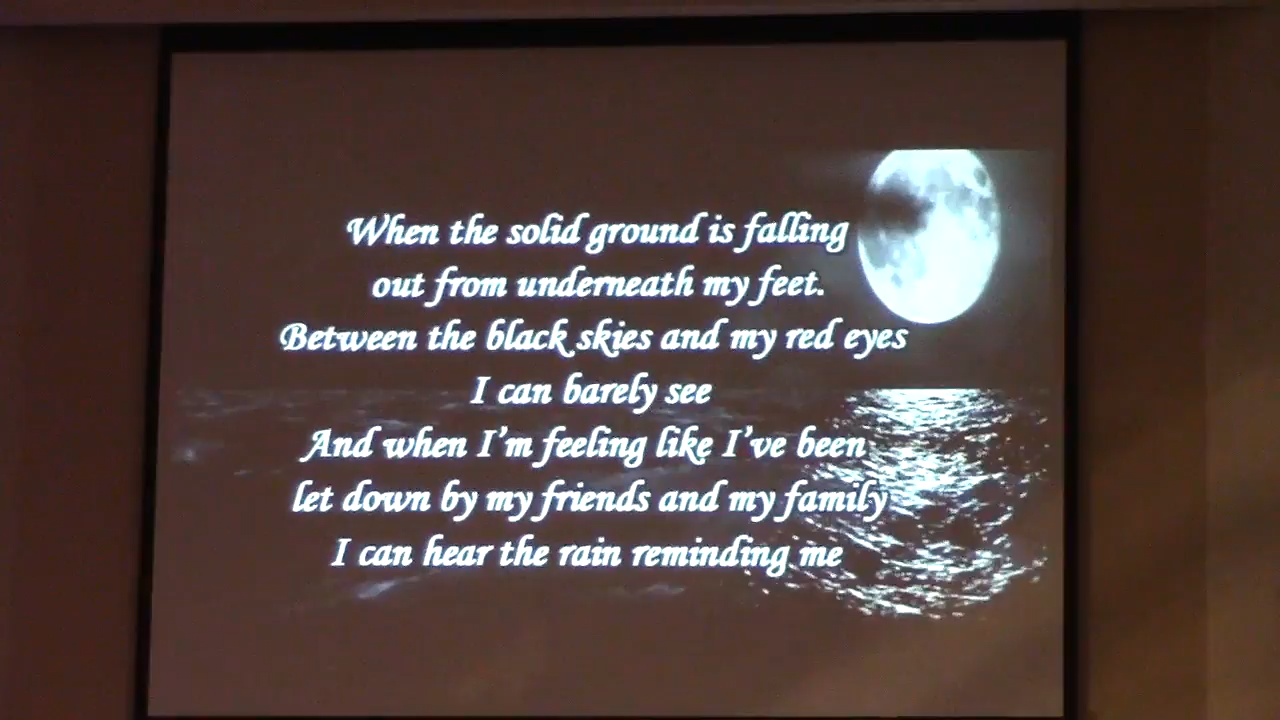 When the solid ground is falling
out from underneath my feet.
Between the black skies and my red eyes
I can barely see
And when I'm feeling like I've been
let down by my friends and my family
I can hear the rain reminding me